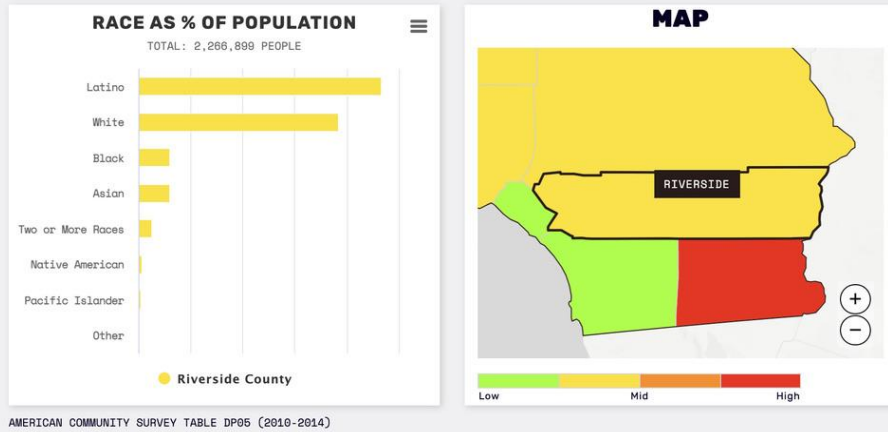 RACE AS % OF POPULATION
TOTAL: 2,266,899 PEOPLE
Latino
White
Black
Asian
Two or More Races
Native American
Pacific Islander
Other
Riverside County
MAP
RIVERSIDE
+
−
Low Mid High
AMERICAN COMMUNITY SURVEY TABLE DP05 (2010-2014)